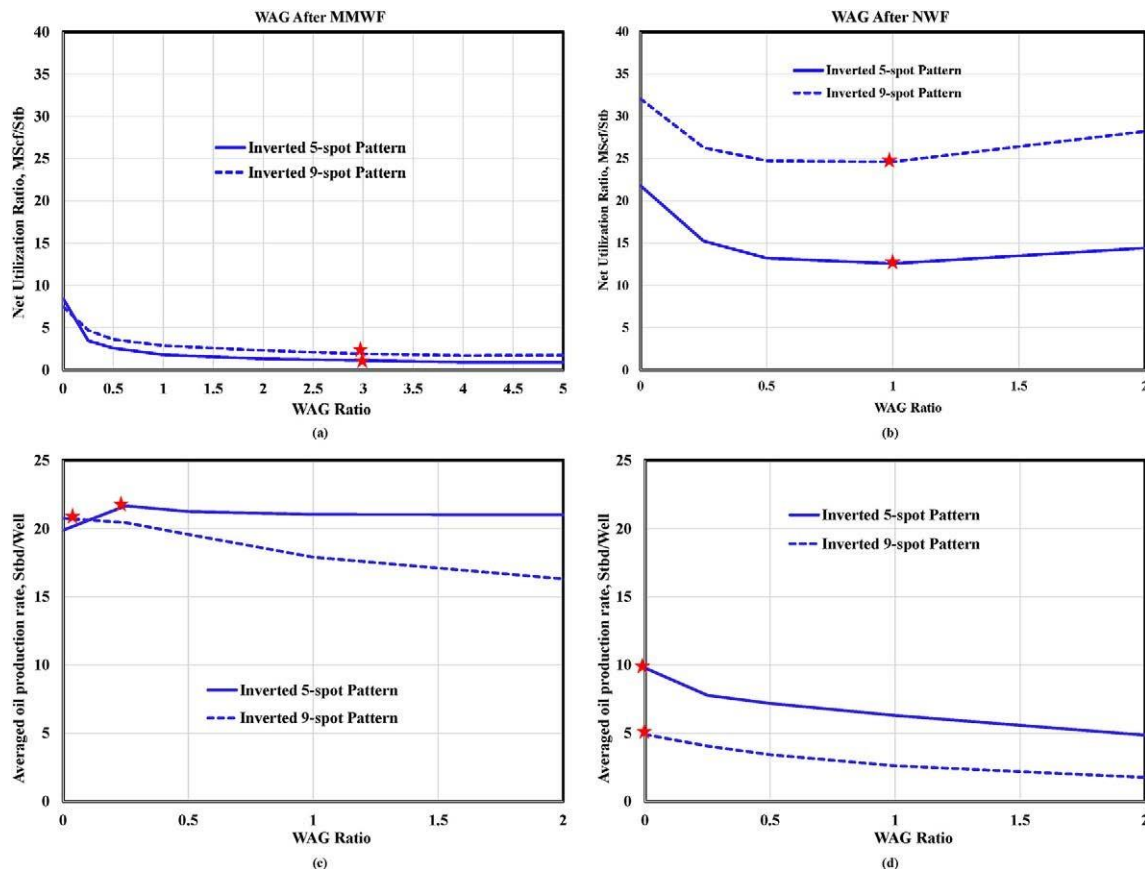 WAG After MMWF
40
35
30
25
20
15
10
5
0
Net Utilization Ratio, MScf/Stb
Inverted 5-spot Pattern
Inverted 9-spot Pattern
0 0.5 1 1.5 2 2.5 3 3.5 4 4.5 5
WAG Ratio
(a)
WAG After NWF
40
35
30
25
20
15
10
5
0
Net Utilization Ratio, MScf/Stb
Inverted 5-spot Pattern
Inverted 9-spot Pattern
0 0.5 1 1.5 2
WAG Ratio
(b)
25
20
15
10
5
0
Averaged oil production rate, Stbd/Well
Inverted 5-spot Pattern
Inverted 9-spot Pattern
0 0.5 1 1.5 2
WAG Ratio
(c)
25
20
15
10
5
0
Averaged oil production rate, Stbd/Well
Inverted 5-spot Pattern
Inverted 9-spot Pattern
0 0.5 1 1.5 2
WAG Ratio
(d)